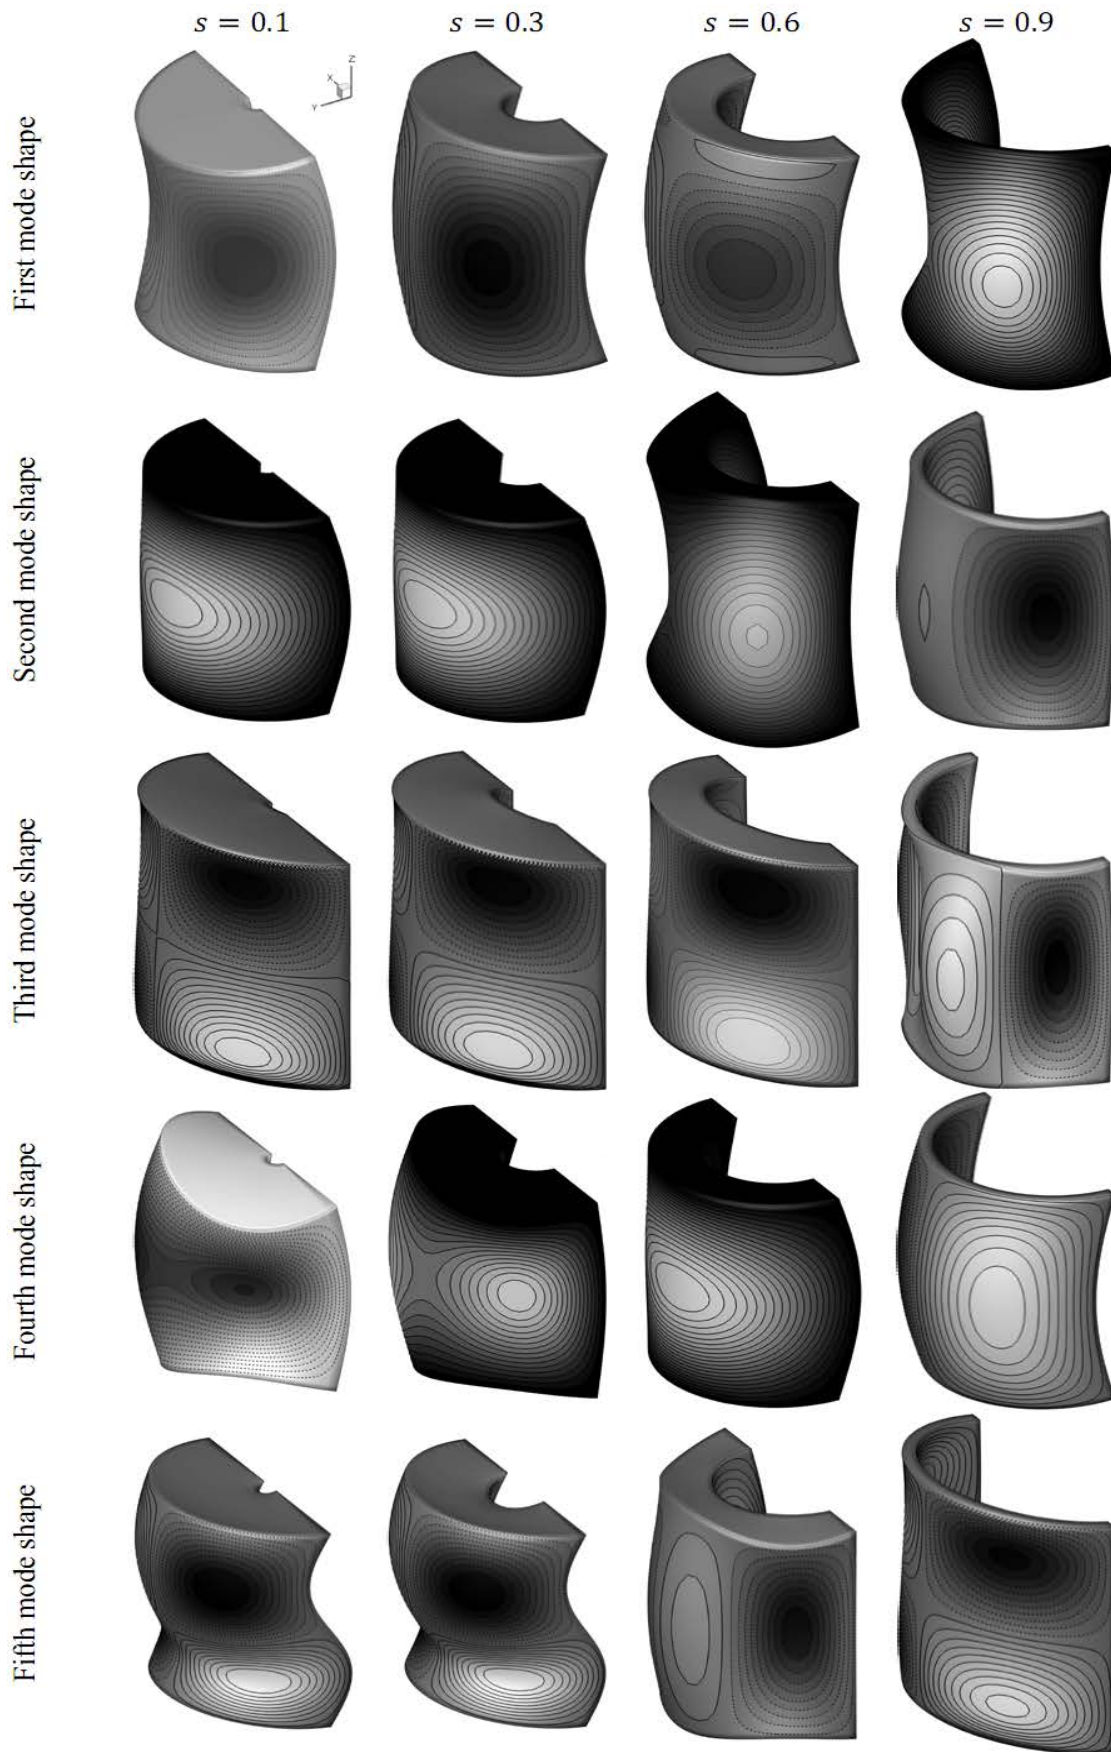 s = 0.1 s = 0.3 s = 0.6 s = 0.9
First mode shape
X Y Z
Second mode shape
Third mode shape
Fourth mode shape
Fifth mode shape